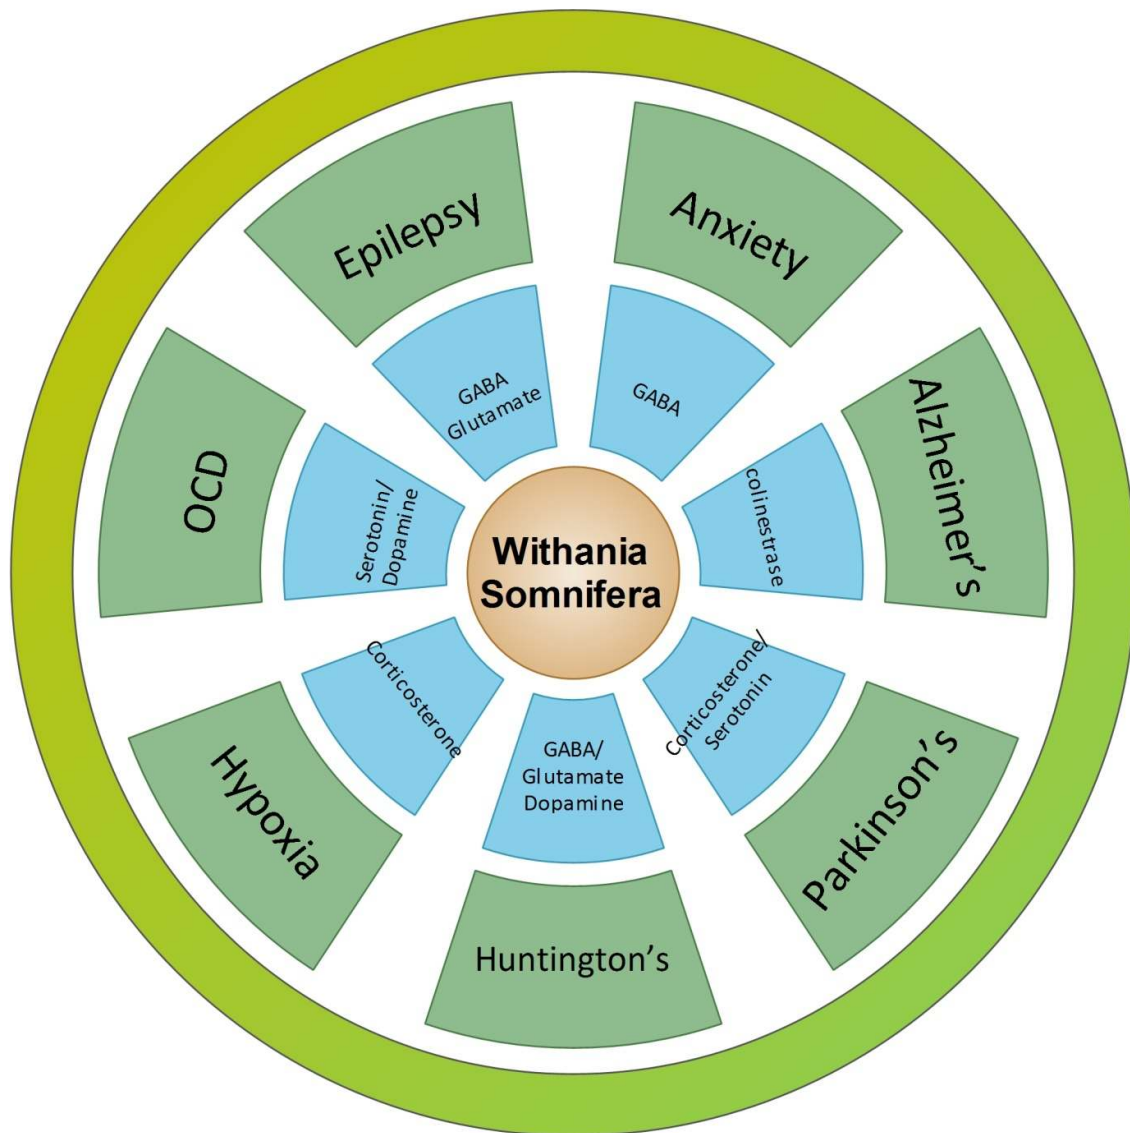 Epilepsy
Anxiety
GABA
Glutamate
GABA
OCD
Serotonin/
Dopamine
Withania
Somnifera
colinestrase
Alzheimer’s
Hypoxia
Corticosterone
GABA/
Glutamate
Dopamine
Corticosterone/
Serotonin
Parkinson’s
Huntington’s